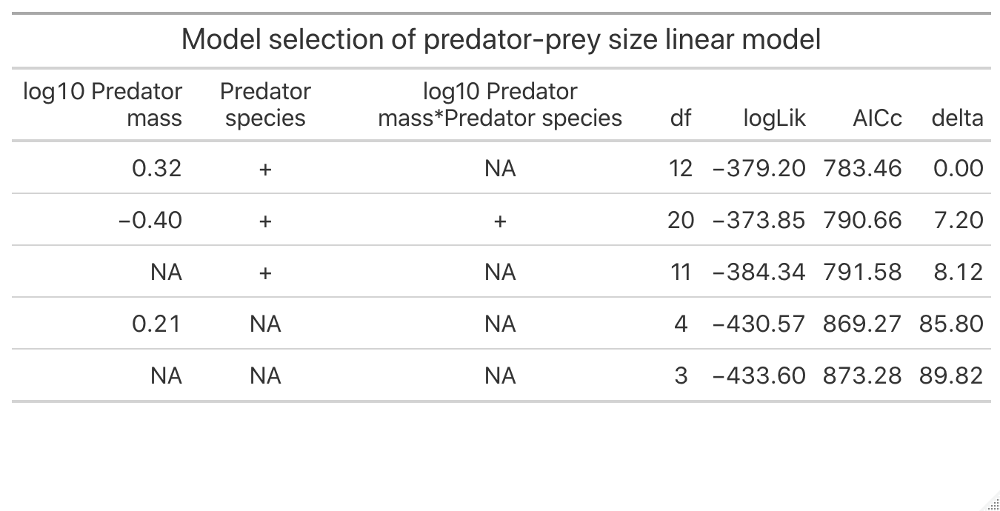 Model selection of predator-prey size linear model
log10 Predator mass Predator species log10 Predator mass*Predator species df logLik AICc delta
0.32 + NA 12 −379.20 783.46 0.00
−0.40 + + 20 −373.85 790.66 7.20
NA + NA 11 −384.34 791.58 8.12
0.21 NA NA 4 −430.57 869.27 85.80
NA NA NA 3 −433.60 873.28 89.82